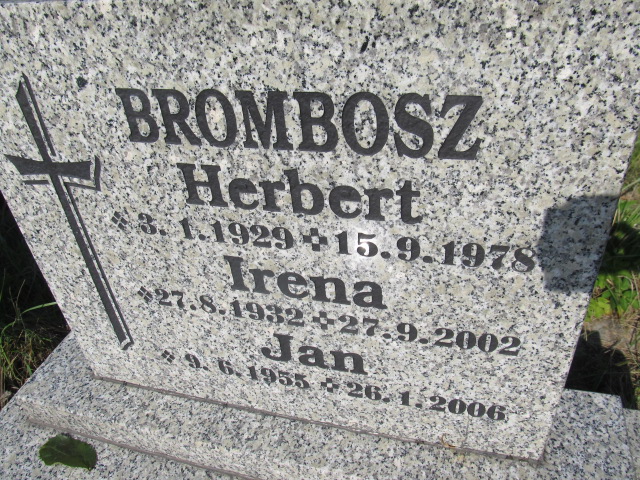 BROMBOSZ
Herbert
* 3. 1. 1929 + 15. 9. 1978
Irena
* 27. 8. 1932 + 27. 9. 2002
Jan
* 9. 6. 1955 + 26. 1. 2006